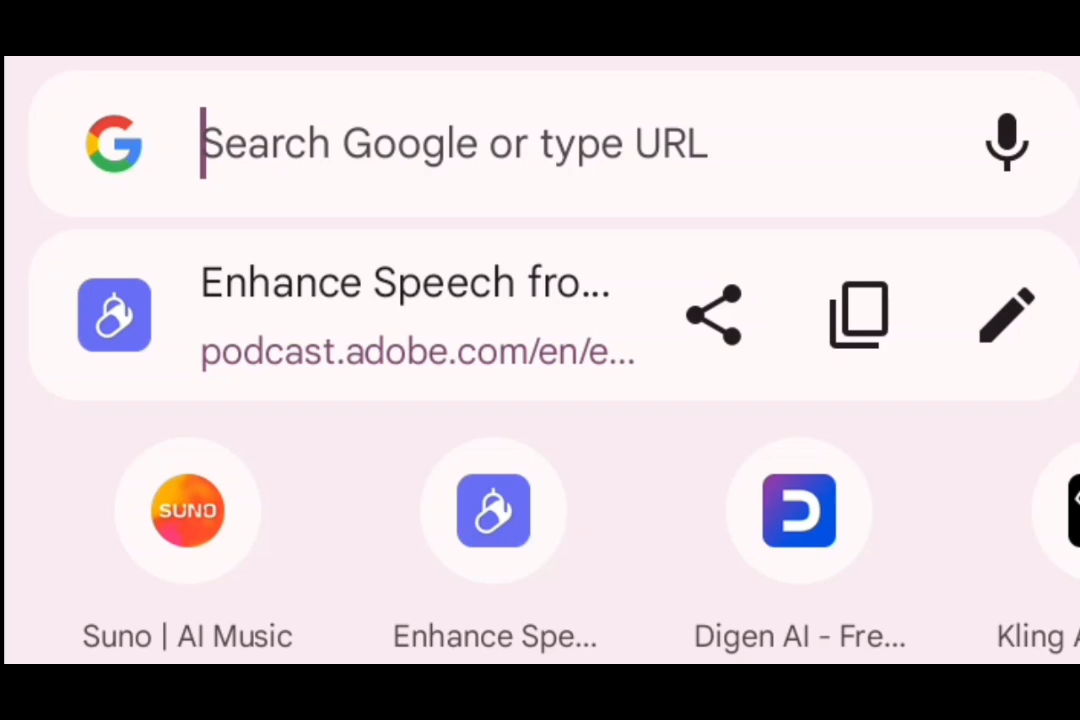 Search Google or type URL
Enhance Speech fro...
podcast.adobe.com/en/e...
SUNO
Suno | AI Music
Enhance Spe...
Digen AI - Fre...
Kling A